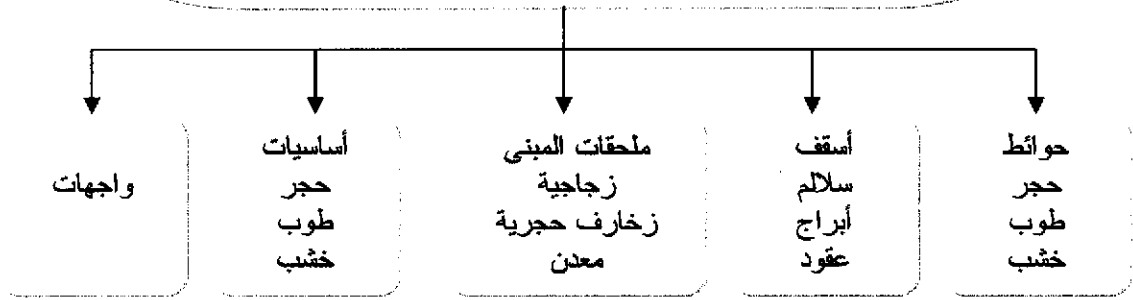 حوائط
حجر
طوب
خشب
أسقف
سلالم
أبراج
عقود
ملحقات المبنى
زجاجية
زخارف حجرية
معدن
أساسيات
حجر
طوب
خشب
واجهات